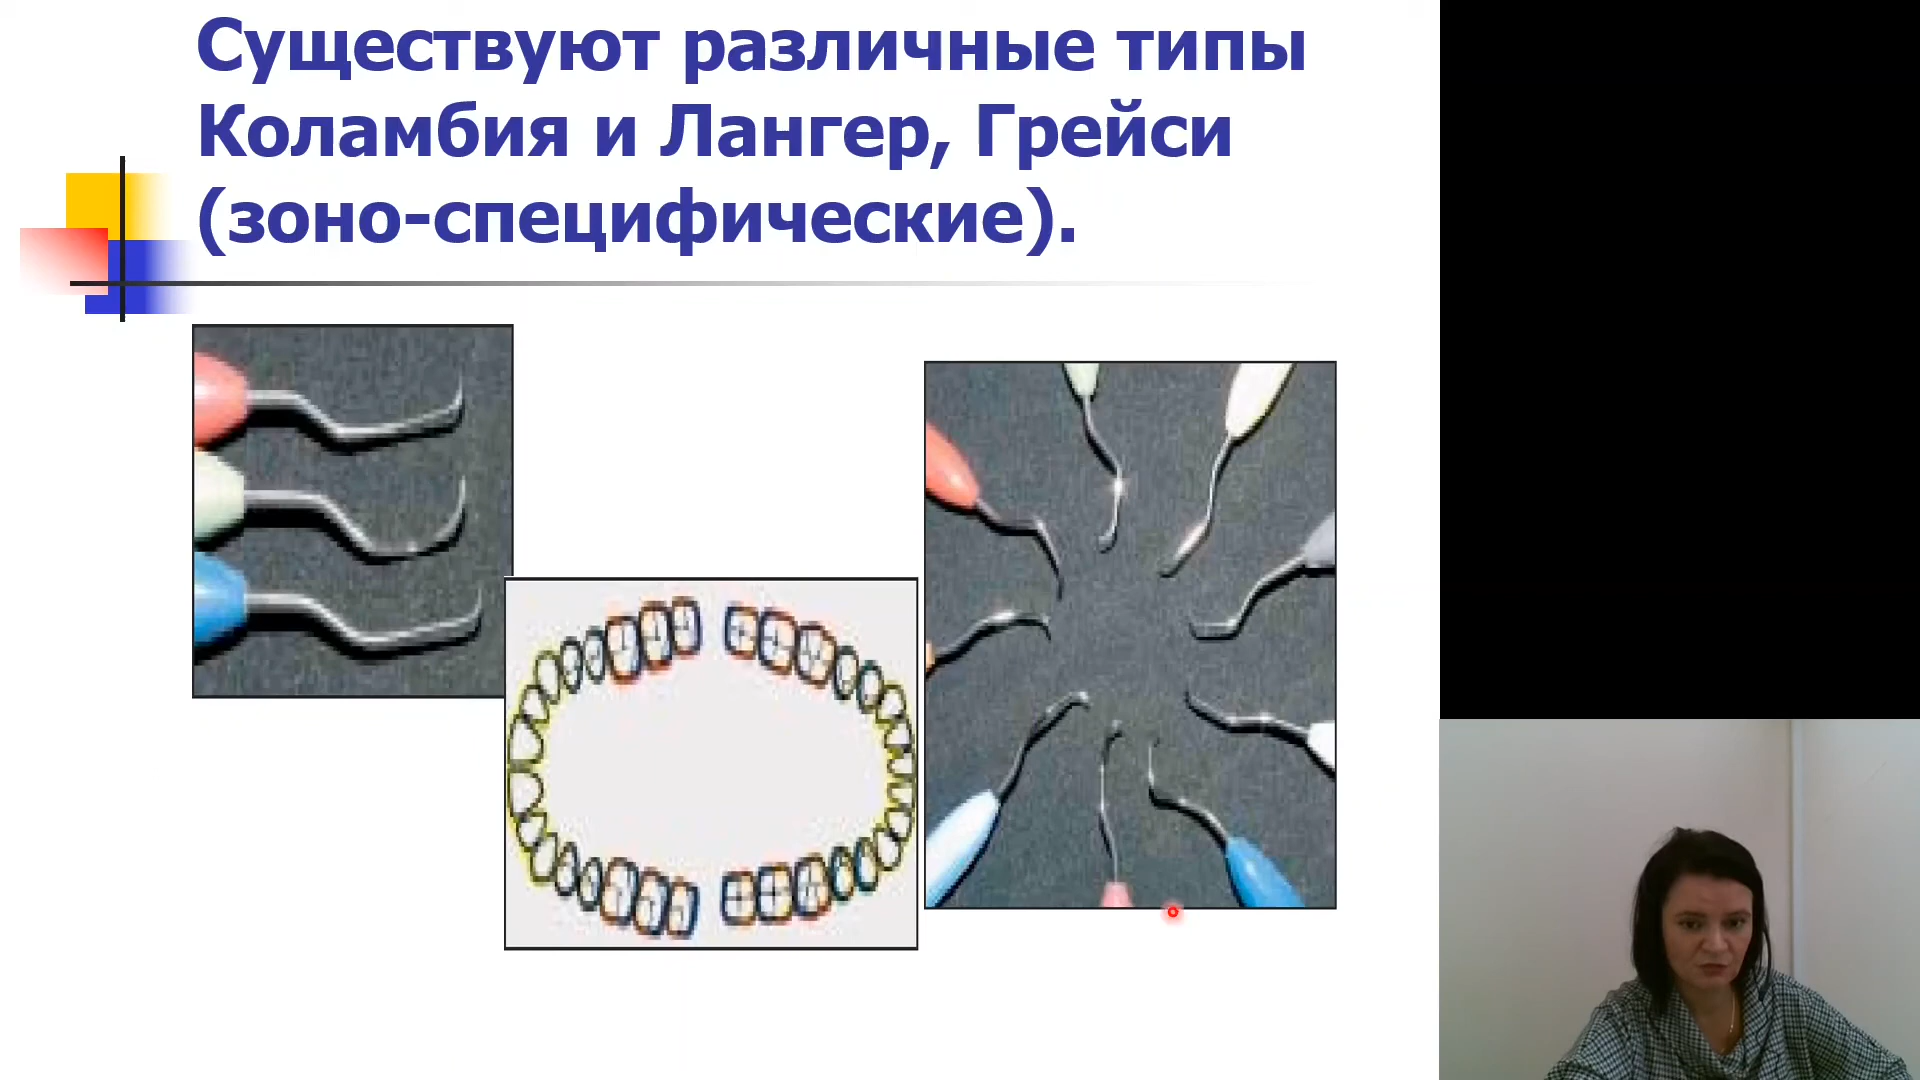 Существуют различные типы
Коламбия и Лангер, Грейси
(зоно-специфические).